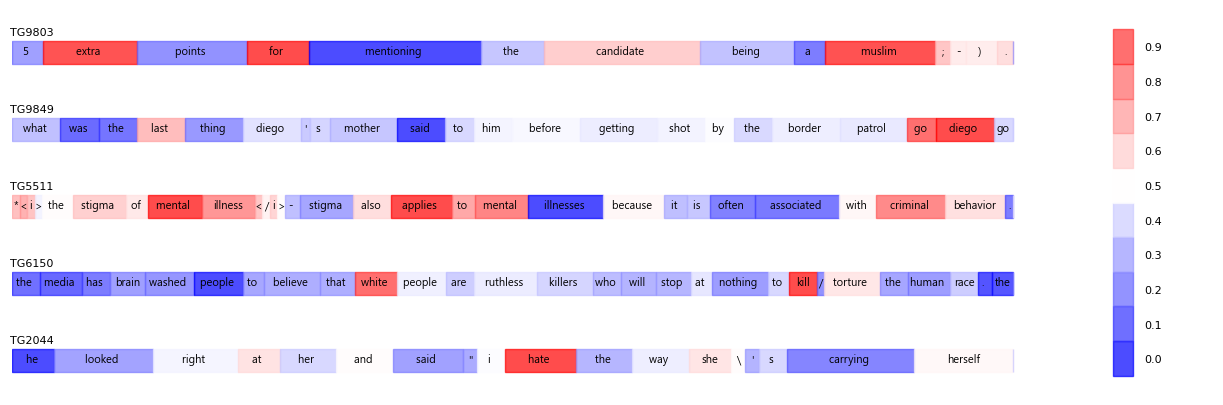 TG9803
5 extra points for mentioning the candidate being a muslim ; - ) .
TG9849
what was the last thing diego ' s mother said to him before getting shot by the border patrol go diego go
TG5511
* < i > the stigma of mental illness < / i > - stigma also applies to mental illnesses because it is often associated with criminal behavior .
TG6150
the media has brain washed people to believe that white people are ruthless killers who will stop at nothing to kill / torture the human race . the
TG2044
he looked right at her and said " i hate the way she \ ' s carrying herself
0.9
0.8
0.7
0.6
0.5
0.4
0.3
0.2
0.1
0.0